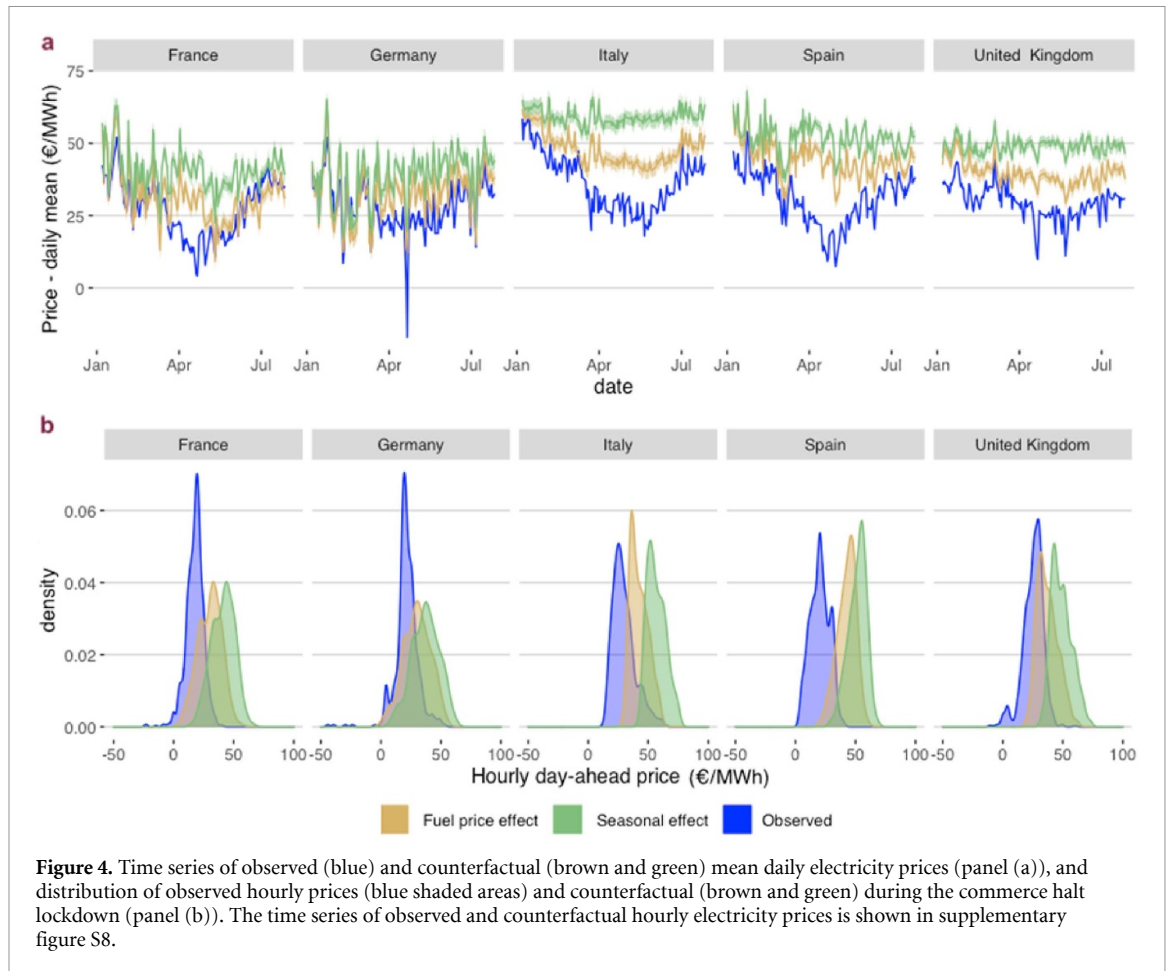 a
France Germany Italy Spain United Kingdom
75
50
25
0
Price - daily mean (€/MWh)
Jan Apr Jul Jan Apr Jul Jan Apr Jul Jan Apr Jul Jan Apr Jul
date
b
France Germany Italy Spain United Kingdom
0.06
0.04
0.02
0.00
density
-50 0 50 100 -50 0 50 100 -50 0 50 100 -50 0 50 100 -50 0 50 100
Hourly day-ahead price (€/MWh)
Fuel price effect Seasonal effect Observed
Figure 4. Time series of observed (blue) and counterfactual (brown and green) mean daily electricity prices (panel (a)), and
distribution of observed hourly prices (blue shaded areas) and counterfactual (brown and green) during the commerce halt
lockdown (panel (b)). The time series of observed and counterfactual hourly electricity prices is shown in supplementary
figure S8.